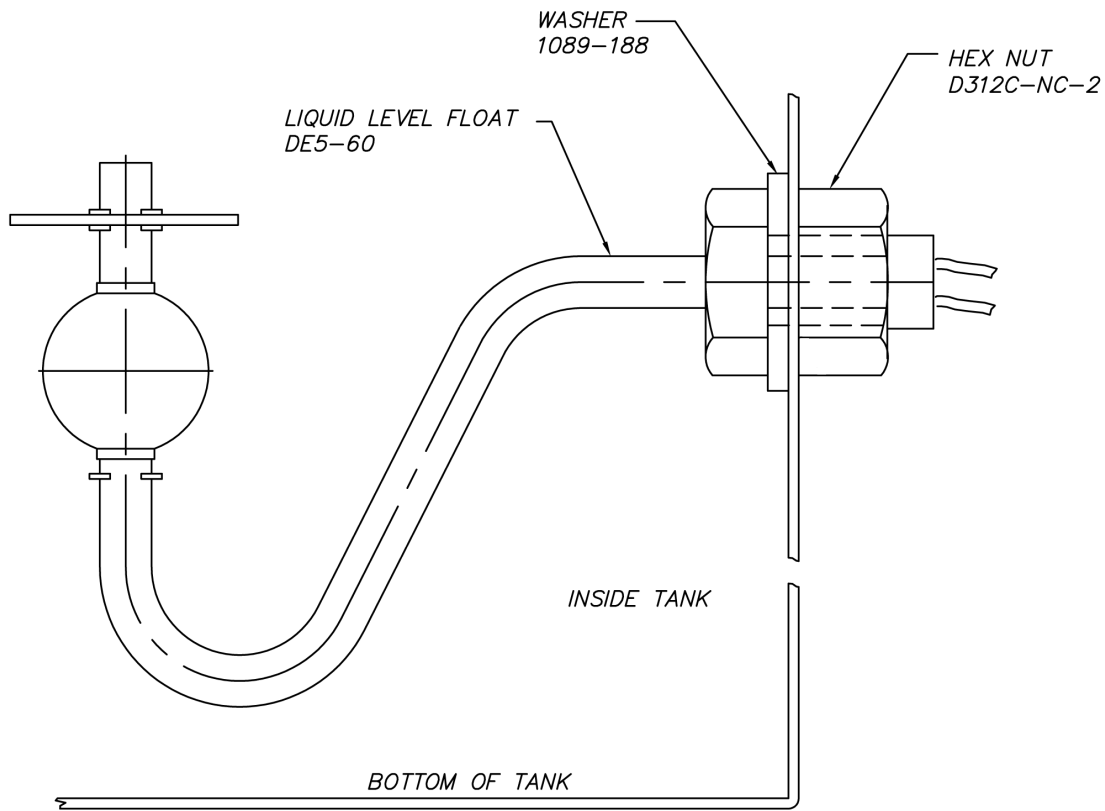 WASHER
1089-188
HEX NUT
D312C-NC-2
LIQUID LEVEL FLOAT
DE5-60
INSIDE TANK
BOTTOM OF TANK